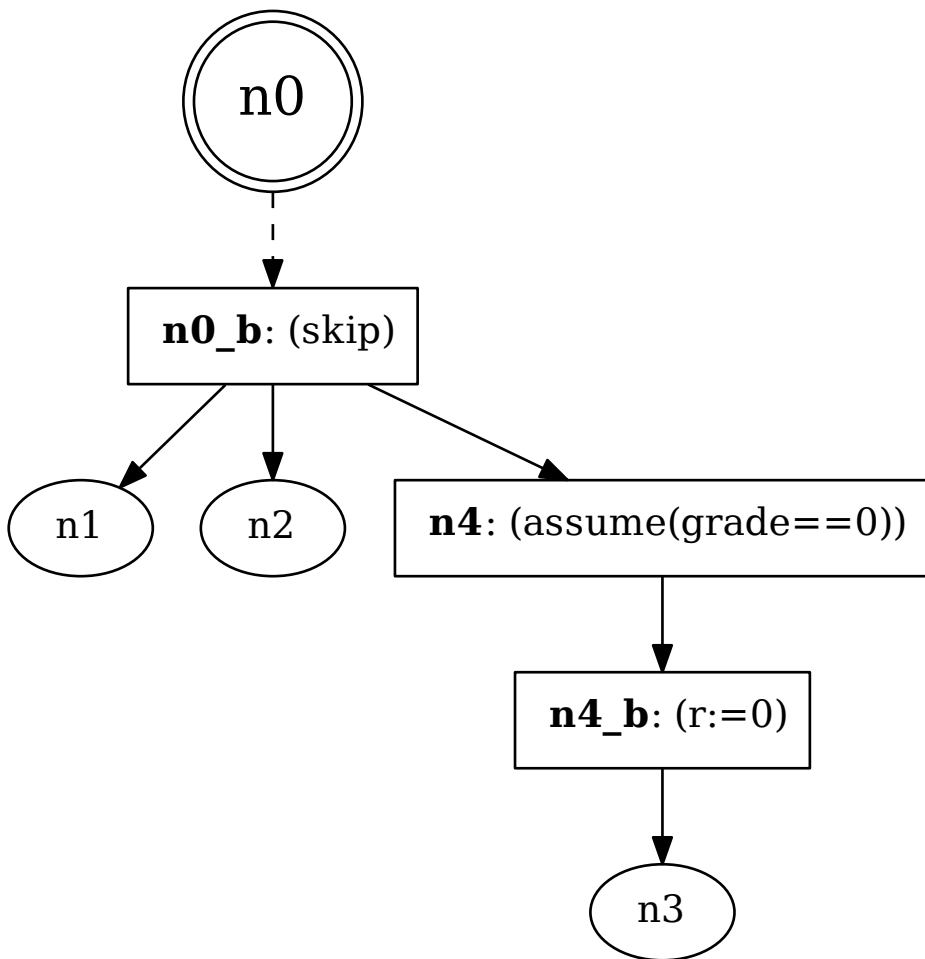 n0
n0_b: (skip)
n1
n2
n4: (assume(grade==0))
n4_b: (r:=0)
n3